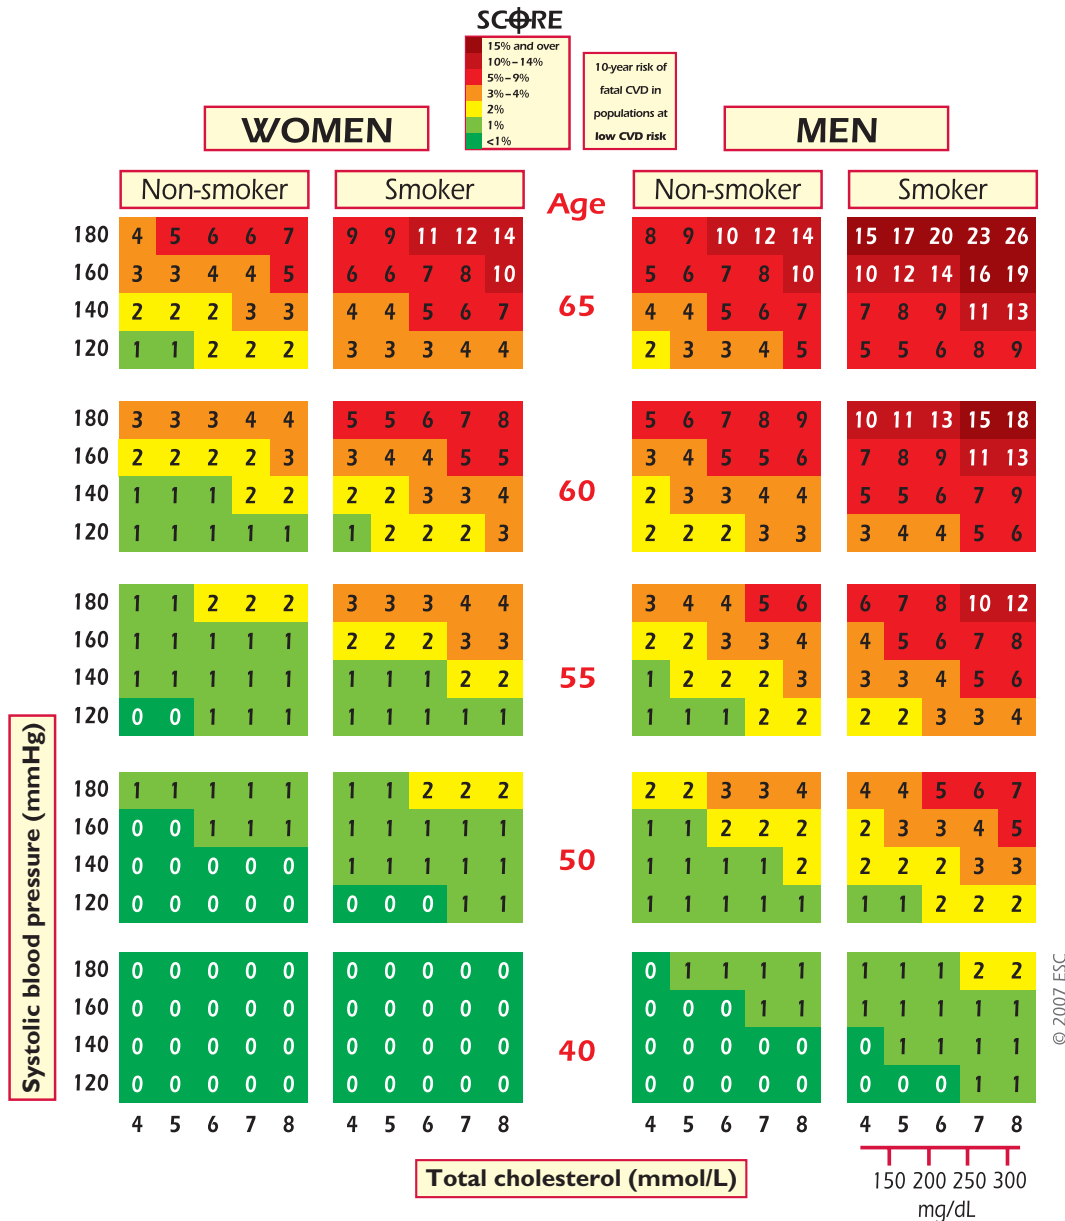 SCORE
15% and over
10%–14%
5%–9%
3%–4%
2%
1%
<1%
10-year risk of
fatal CVD in
populations at
low CVD risk
WOMEN MEN
Non-smoker Smoker Age Non-smoker Smoker
180 4 5 6 6 7 9 9 11 12 14 8 9 10 12 14 15 17 20 23 26
160 3 3 4 4 5 6 6 7 8 10 5 6 7 8 10 10 12 14 16 19
65
140 2 2 2 3 3 4 4 5 6 7 4 4 5 6 7 7 8 9 11 13
120 1 1 2 2 2 3 3 3 4 4 2 3 3 4 5 5 5 6 8 9
180 3 3 3 4 4 5 5 6 7 8 5 6 7 8 9 10 11 13 15 18
160 2 2 2 2 3 3 4 4 5 5 3 4 5 5 6 7 8 9 11 13
60
140 1 1 1 2 2 2 2 3 3 4 2 3 3 4 4 5 5 6 7 9
120 1 1 1 1 1 1 2 2 2 3 2 2 2 3 3 3 4 4 5 6
180 1 1 2 2 2 3 3 3 4 4 3 4 4 5 6 6 7 8 10 12
160 1 1 1 1 1 2 2 2 3 3 2 2 3 3 4 4 5 6 7 8
55
140 1 1 1 1 1 1 1 1 2 2 1 2 2 2 3 3 3 4 5 6
120 0 0 1 1 1 1 1 1 1 1 1 1 1 2 2 2 2 3 3 4
180 1 1 1 1 1 1 1 2 2 2 2 2 3 3 4 4 4 5 6 7
160 0 0 1 1 1 1 1 1 1 1 1 1 2 2 2 2 3 3 4 5
50
140 0 0 0 0 0 1 1 1 1 1 1 1 1 1 2 2 2 2 3 3
120 0 0 0 0 0 0 0 0 1 1 1 1 1 1 1 1 1 2 2 2
180 0 0 0 0 0 0 0 0 0 0 0 1 1 1 1 1 1 1 2 2
160 0 0 0 0 0 0 0 0 0 0 0 0 0 1 1 1 1 1 1 1
40
140 0 0 0 0 0 0 0 0 0 0 0 0 0 0 0 0 1 1 1 1
120 0 0 0 0 0 0 0 0 0 0 0 0 0 0 0 0 0 0 1 1
4 5 6 7 8 4 5 6 7 8 4 5 6 7 8 4 5 6 7 8
Systolic blood pressure (mmHg)
Total cholesterol (mmol/L)
150 200 250 300
mg/dL
© 2007 ESC